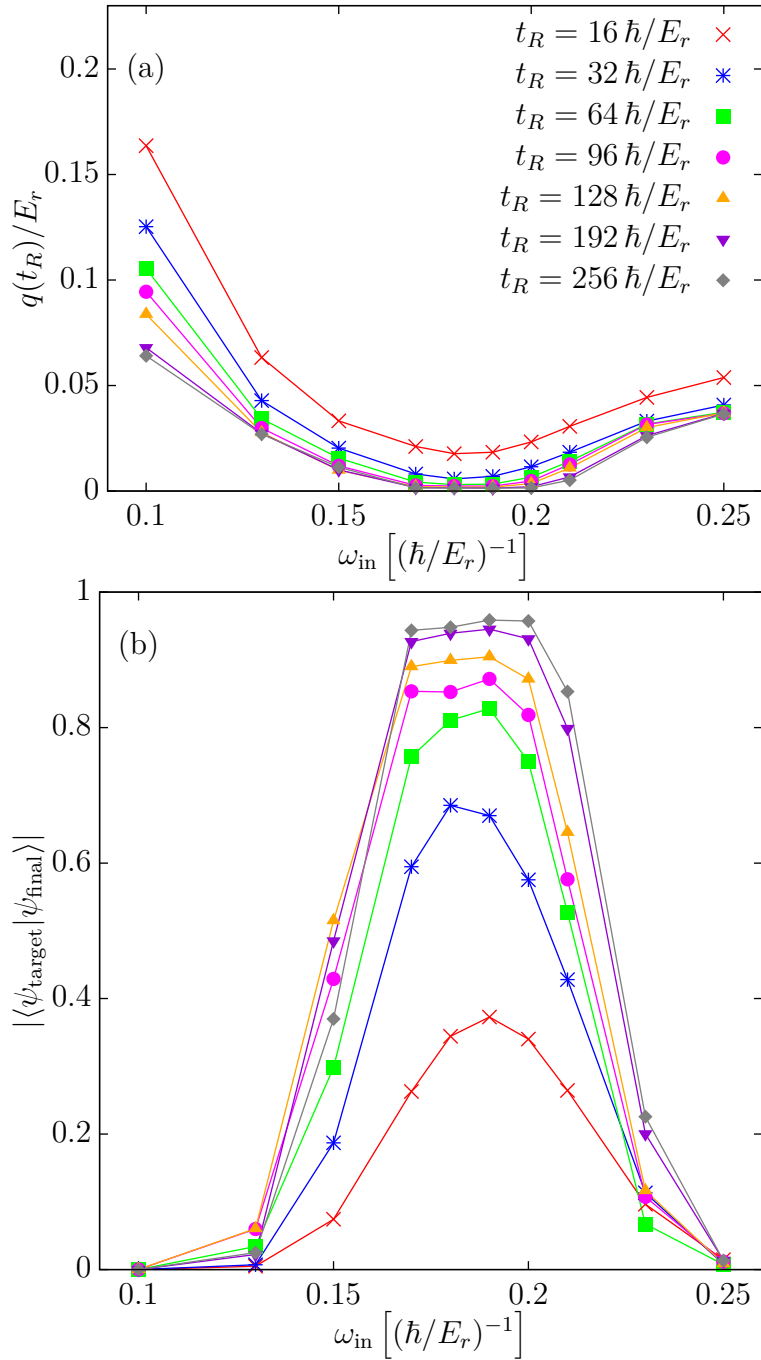 (a)
t_R = 16 ℏ/E_r
t_R = 32 ℏ/E_r
t_R = 64 ℏ/E_r
t_R = 96 ℏ/E_r
t_R = 128 ℏ/E_r
t_R = 192 ℏ/E_r
t_R = 256 ℏ/E_r
q(t_R)/E_r
0.2
0.15
0.1
0.05
0
0.1 0.15 0.2 0.25
ω_in [(ℏ/E_r)^−1]
(b)
|⟨ψ_target|ψ_final⟩|
1
0.8
0.6
0.4
0.2
0
0.1 0.15 0.2 0.25
ω_in [(ℏ/E_r)^−1]